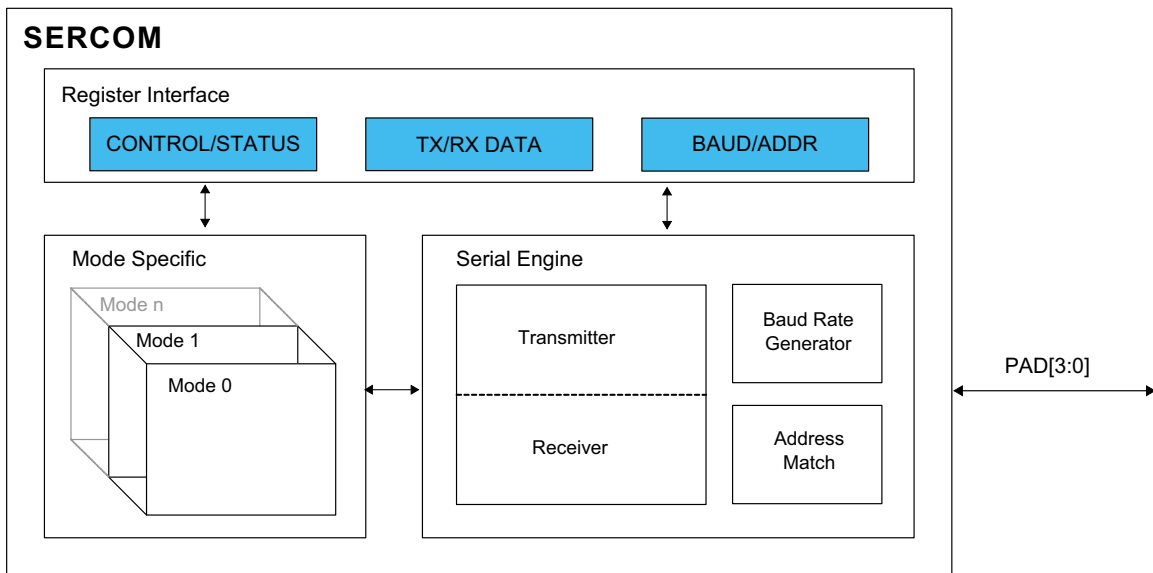 SERCOM
Register Interface
CONTROL/STATUS
TX/RX DATA
BAUD/ADDR
Mode Specific
Mode n
Mode 1
Mode 0
Serial Engine
Transmitter
Receiver
Baud Rate
Generator
Address
Match
PAD[3:0]